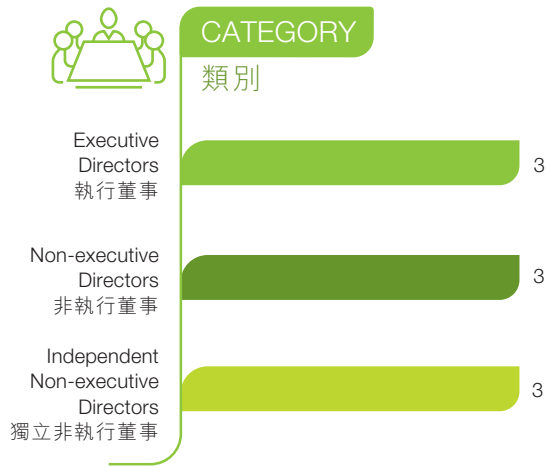 CATEGORY
類別
Executive
Directors
執行董事
3
Non-executive
Directors
非執行董事
3
Independent
Non-executive
Directors
獨立非執行董事
3